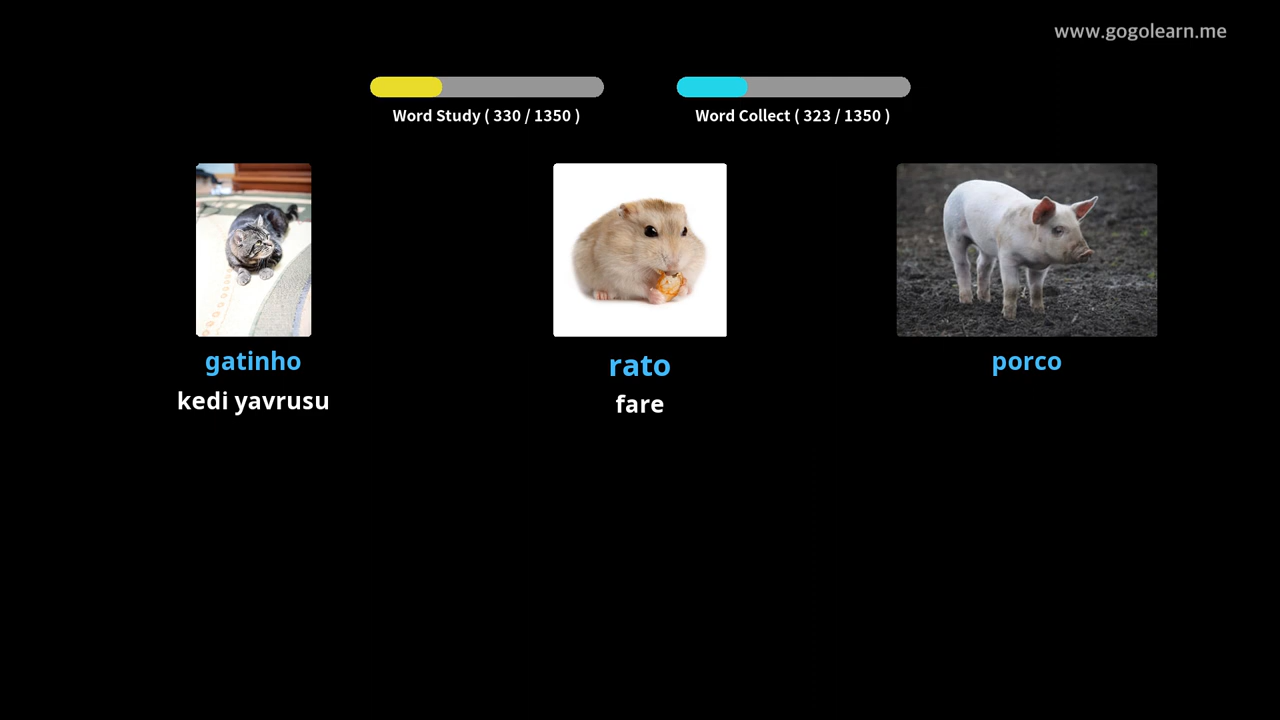 www.gogolearn.me
Word Study ( 330 / 1350 )
Word Collect ( 323 / 1350 )
gatinho
kedi yavrusu
rato
fare
porco